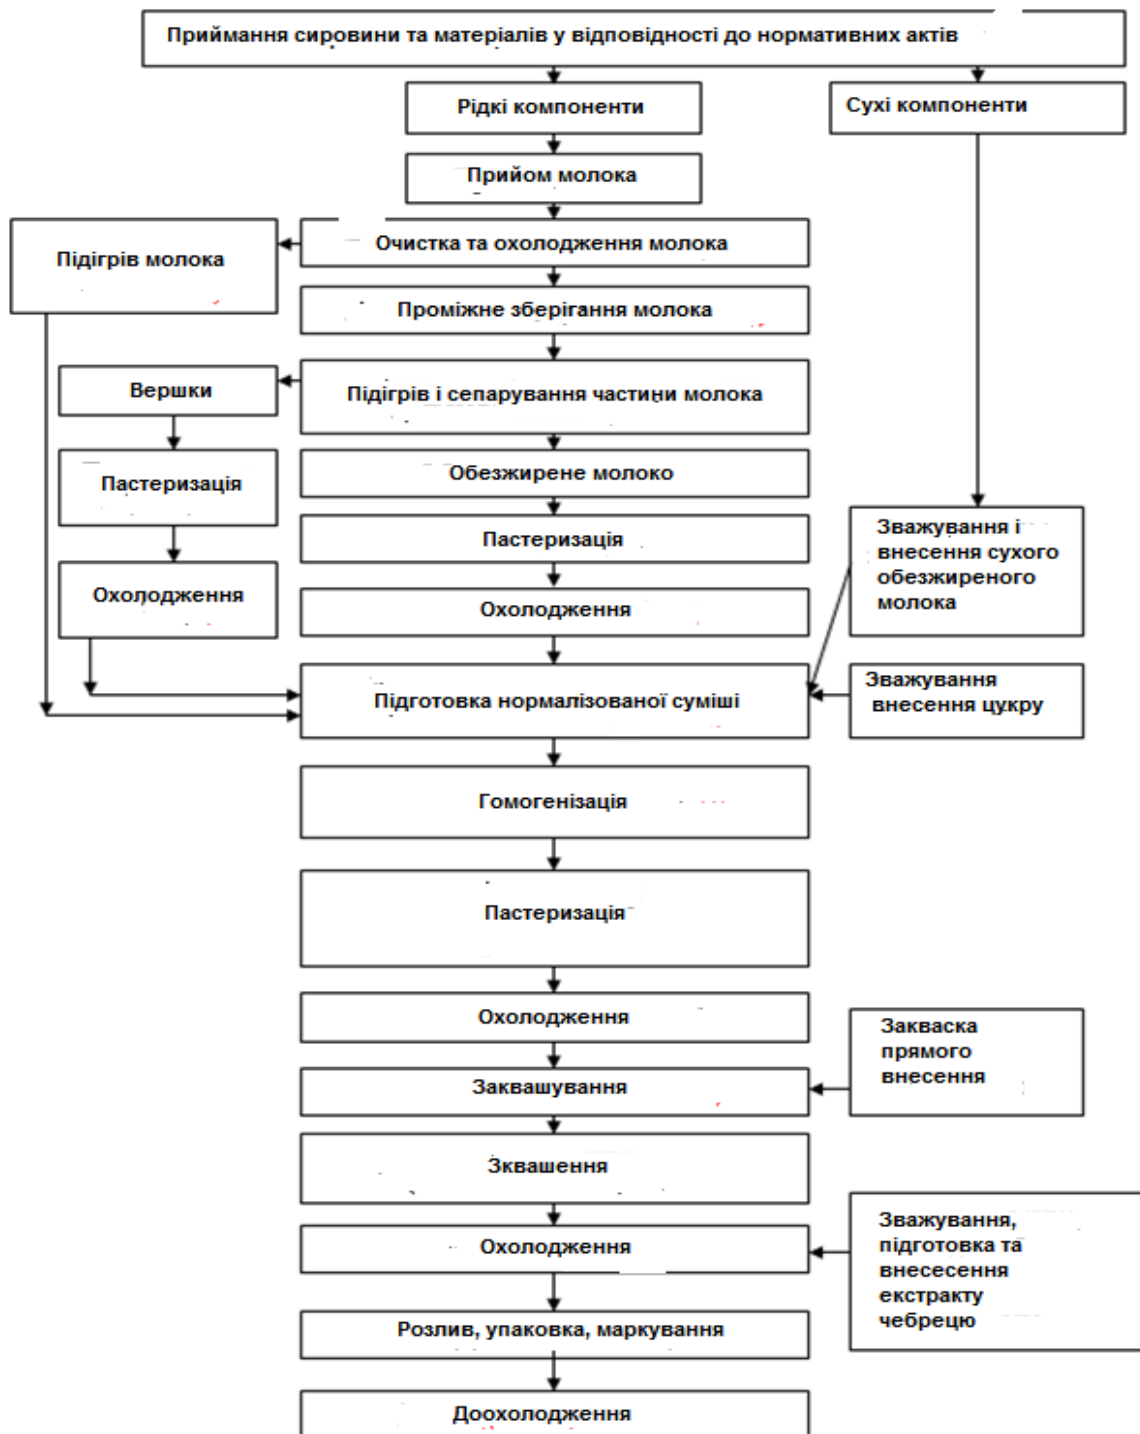 Приймання сировини та матеріалів у відповідності до нормативних актів
Рідкі компоненти
Сухі компоненти
Прийом молока
Очистка та охолодження молока
Підігрів молока
Проміжне зберігання молока
Підігрів і сепарування частини молока
Вершки
Обезжирене молоко
Пастеризація
Пастеризація
Охолодження
Охолодження
Зважування і
внесення сухого
обезжиреного
молока
Підготовка нормалізованої суміші
Зважування
внесення цукру
Гомогенізація
Пастеризація
Охолодження
Закваска
прямого
внесення
Заквашування
Зквашення
Охолодження
Зважування,
підготовка та
внесесення
екстракту
чебрецю
Розлив, упаковка, маркування
Доохолодження